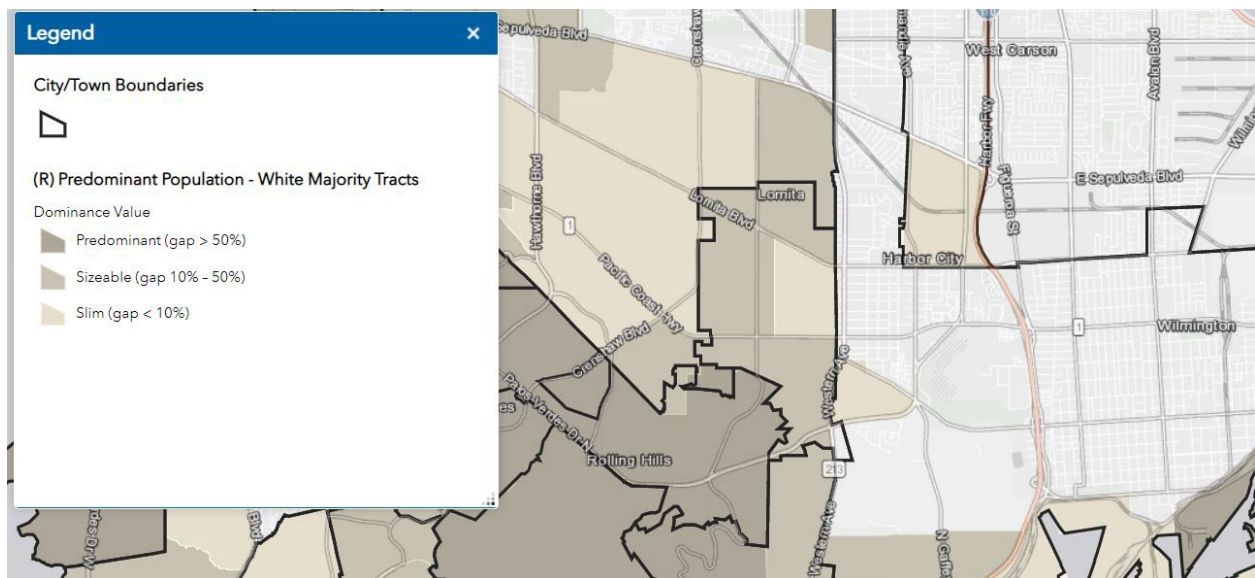 Legend
×
City/Town Boundaries
(R) Predominant Population - White Majority Tracts
Dominance Value
Predominant (gap > 50%)
Sizeable (gap 10% - 50%)
Slim (gap < 10%)
Sepulveda Blvd
Crenshaw
West Carson
Avalon Blvd
Harbor Fwy
Figueroa St
E Sepulveda Blvd
Hawthorne Blvd
1
Lomita Blvd
Lomita
Harbor City
Pacific Coast Hwy
Crenshaw Blvd
1
Wilmington
Western Ave
Palos Verdes Dr N
Rolling Hills
213
Western Ave
Blvd